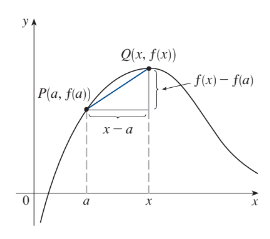 y
Q(x, f(x))
P(a, f(a))
f(x) – f(a)
x – a
0 a x x